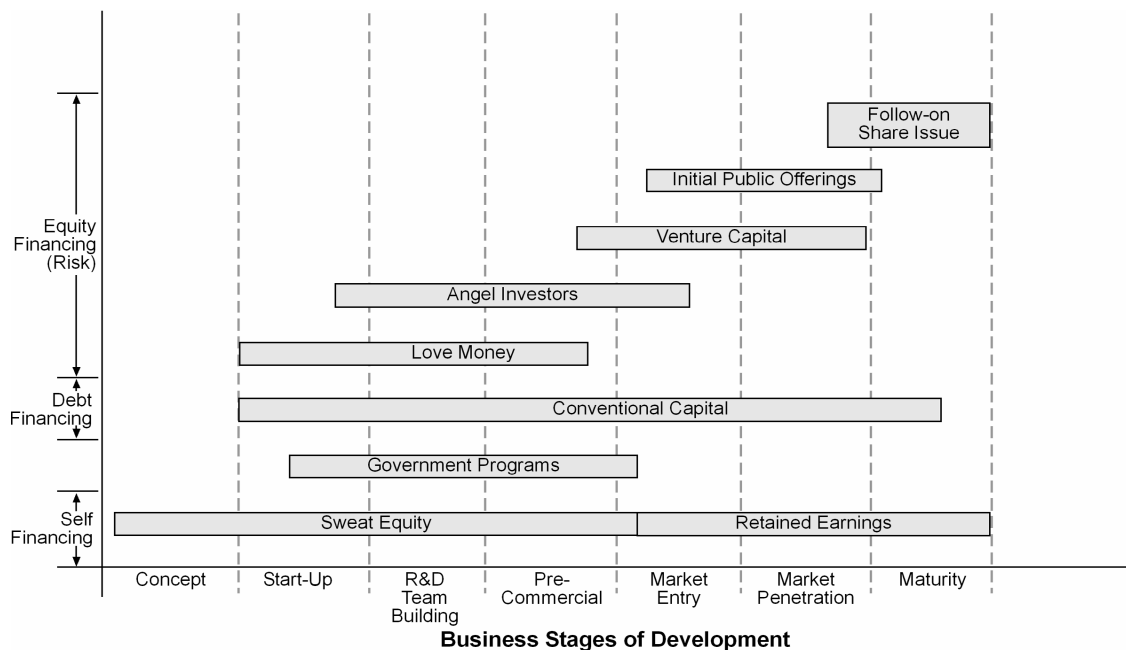 Follow-on
Share Issue
Initial Public Offerings
Equity
Financing
(Risk)
Venture Capital
Angel Investors
Love Money
Debt
Financing
Conventional Capital
Government Programs
Self
Financing
Sweat Equity
Retained Earnings
Concept
Start-Up
R&D
Team
Building
Pre-
Commercial
Market
Entry
Market
Penetration
Maturity
Business Stages of Development